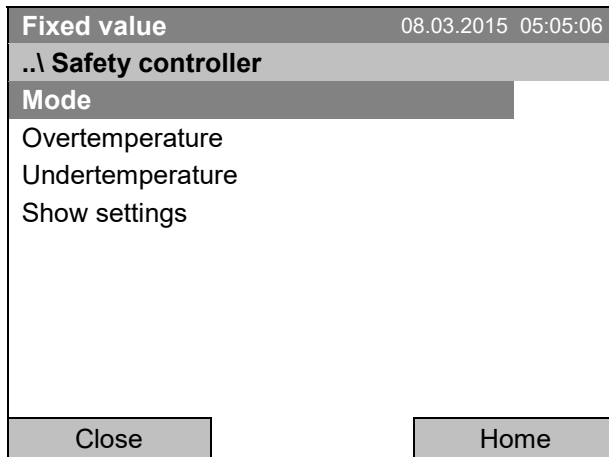 Fixed value 08.03.2015 05:05:06
..\ Safety controller
Mode
Overtemperature
Undertemperature
Show settings
Close Home